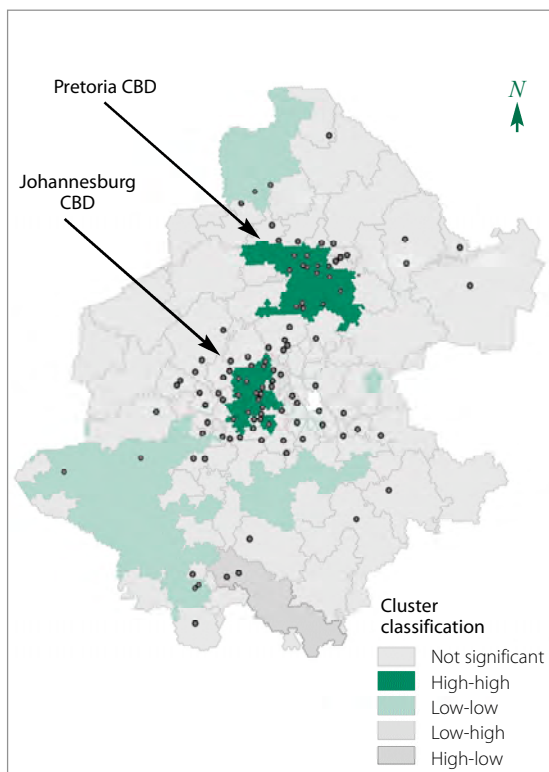 Pretoria CBD
N
Johannesburg
CBD
Cluster
classification
Not significant
High-high
Low-low
Low-high
High-low